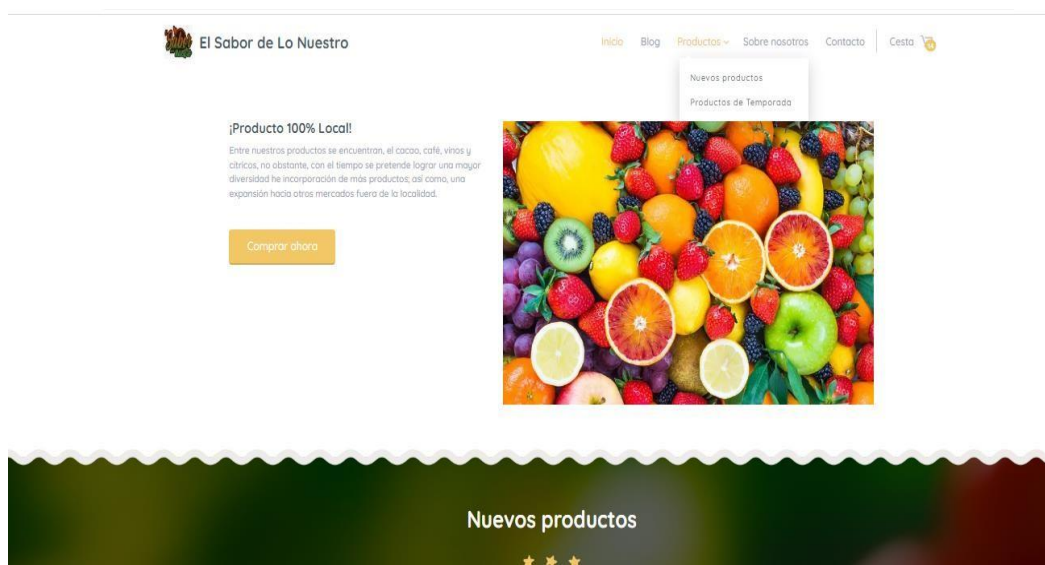 El Sabor de Lo Nuestro
Inicio Blog Productos Sobre nosotros Contacto Cesta
Nuevos productos
Productos de Temporada
¡Producto 100% Local!
Entre nuestros productos se encuentran, el cacao, café, vinos y
cítricos, no obstante, con el tiempo se pretende lograr una mayor
diversidad he incorporación de más productos; así como, una
expansión hacia otros mercados fuera de la localidad.
Comprar ahora
Nuevos productos